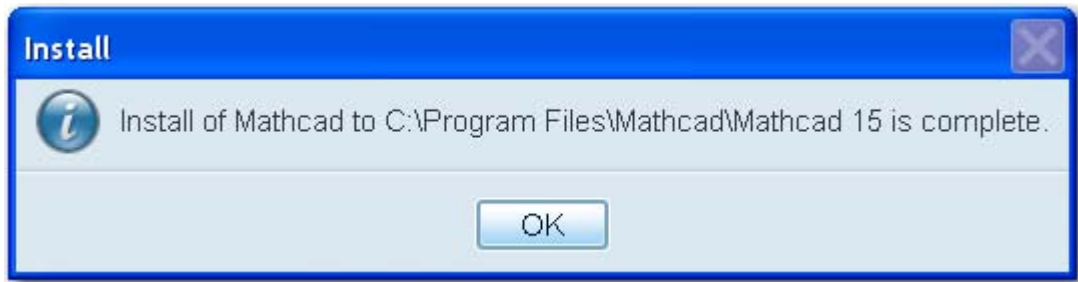 Install
Install of Mathcad to C:\Program Files\Mathcad\Mathcad 15 is complete.
OK